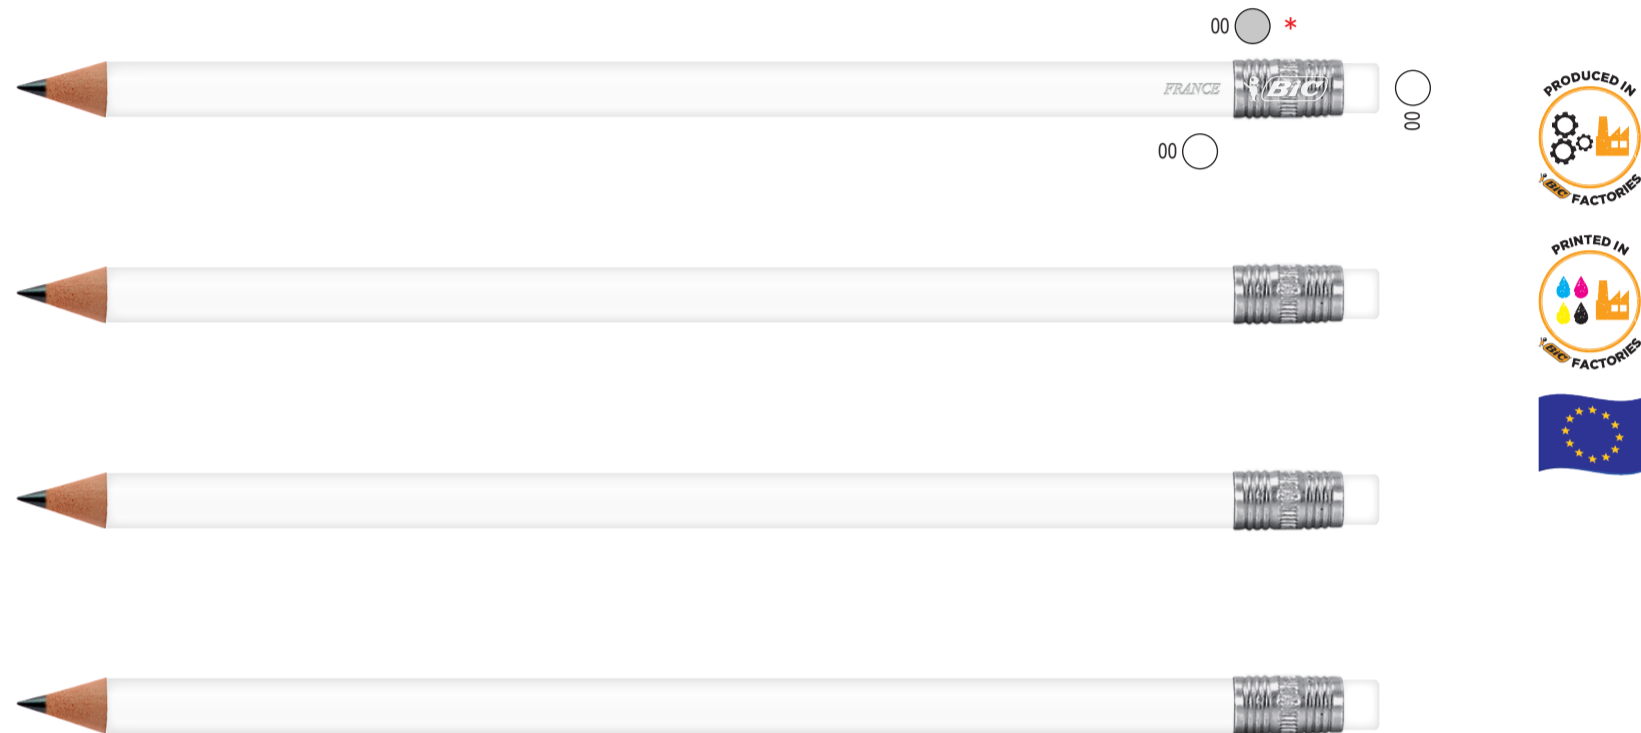 00 *
FRANCE BiC
00
00
PRODUCED IN
BiC FACTORIES
PRINTED IN
BiC FACTORIES